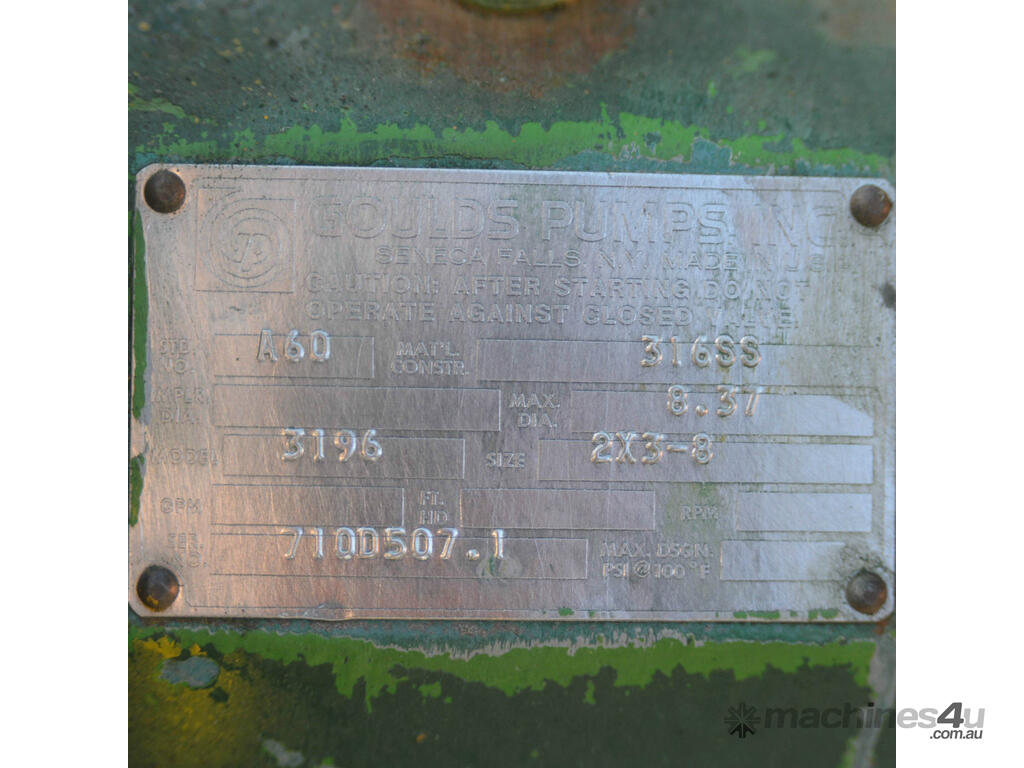 GOULDS PUMPS, INC.
SENECA FALLS, N.Y. MADE IN U.S.A.
CAUTION: AFTER STARTING DO NOT
OPERATE AGAINST CLOSED VALVE
STD. NO. A60 MAT'L. CONSTR. 316SS
IMPLR. DIA. MAX. DIA. 8.37
MODEL 3196 SIZE 2X3-8
GPM FT. HD. RPM
SER. NO. 710D507.1 MAX. DSGN. PSI @ 100°F
machines4u
.com.au